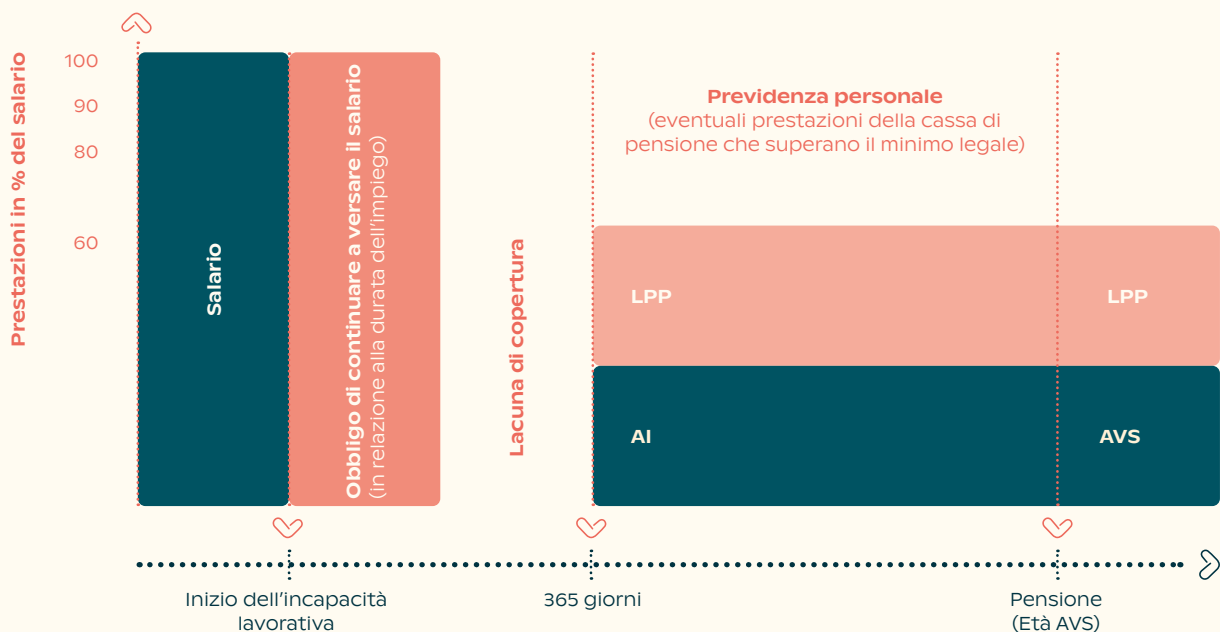 Prestazioni in % del salario
100
90
80
60
Salario
Obbligo di continuare a versare il salario
(in relazione alla durata dell'impiego)
Lacuna di copertura
Previdenza personale
(eventuali prestazioni della cassa di
pensione che superano il minimo legale)
LPP
LPP
AI
AVS
Inizio dell'incapacità
lavorativa
365 giorni
Pensione
(Età AVS)